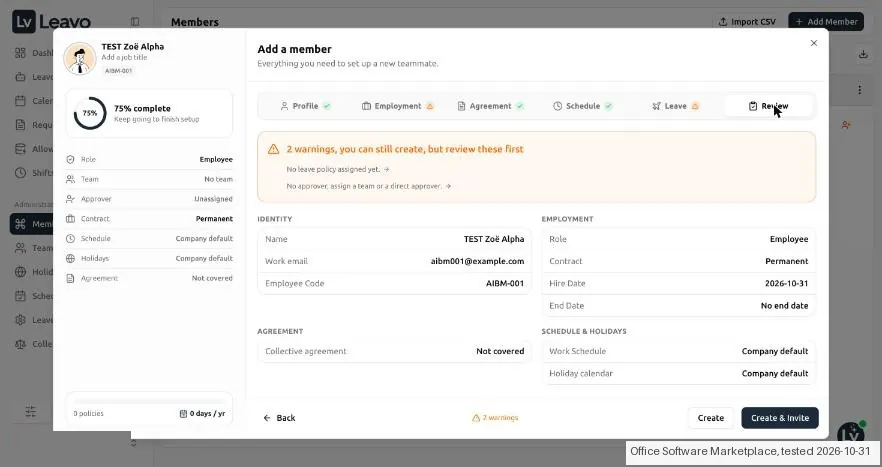 Lv Leavo
Members
Import CSV
+ Add Member
Dash
Leav
Caler
Requ
Allow
Shift
Administra
Mem
Team
Holid
Sched
Leave
Colle
TEST Zoë Alpha
Add a job title
AIBM-001
75%
75% complete
Keep going to finish setup
Role Employee
Team No team
Approver Unassigned
Contract Permanent
Schedule Company default
Holidays Company default
Agreement Not covered
0 policies 0 days / yr
Add a member
Everything you need to set up a new teammate.
Profile Employment Agreement Schedule Leave Review
2 warnings, you can still create, but review these first
No leave policy assigned yet. →
No approver, assign a team or a direct approver. →
IDENTITY
Name TEST Zoë Alpha
Work email aibm001@example.com
Employee Code AIBM-001
EMPLOYMENT
Role Employee
Contract Permanent
Hire Date 2026-10-31
End Date No end date
AGREEMENT
Collective agreement Not covered
SCHEDULE & HOLIDAYS
Work Schedule Company default
Holiday calendar Company default
← Back
2 warnings
Create
Create & Invite
Lv
Office Software Marketplace, tested 2026-10-31